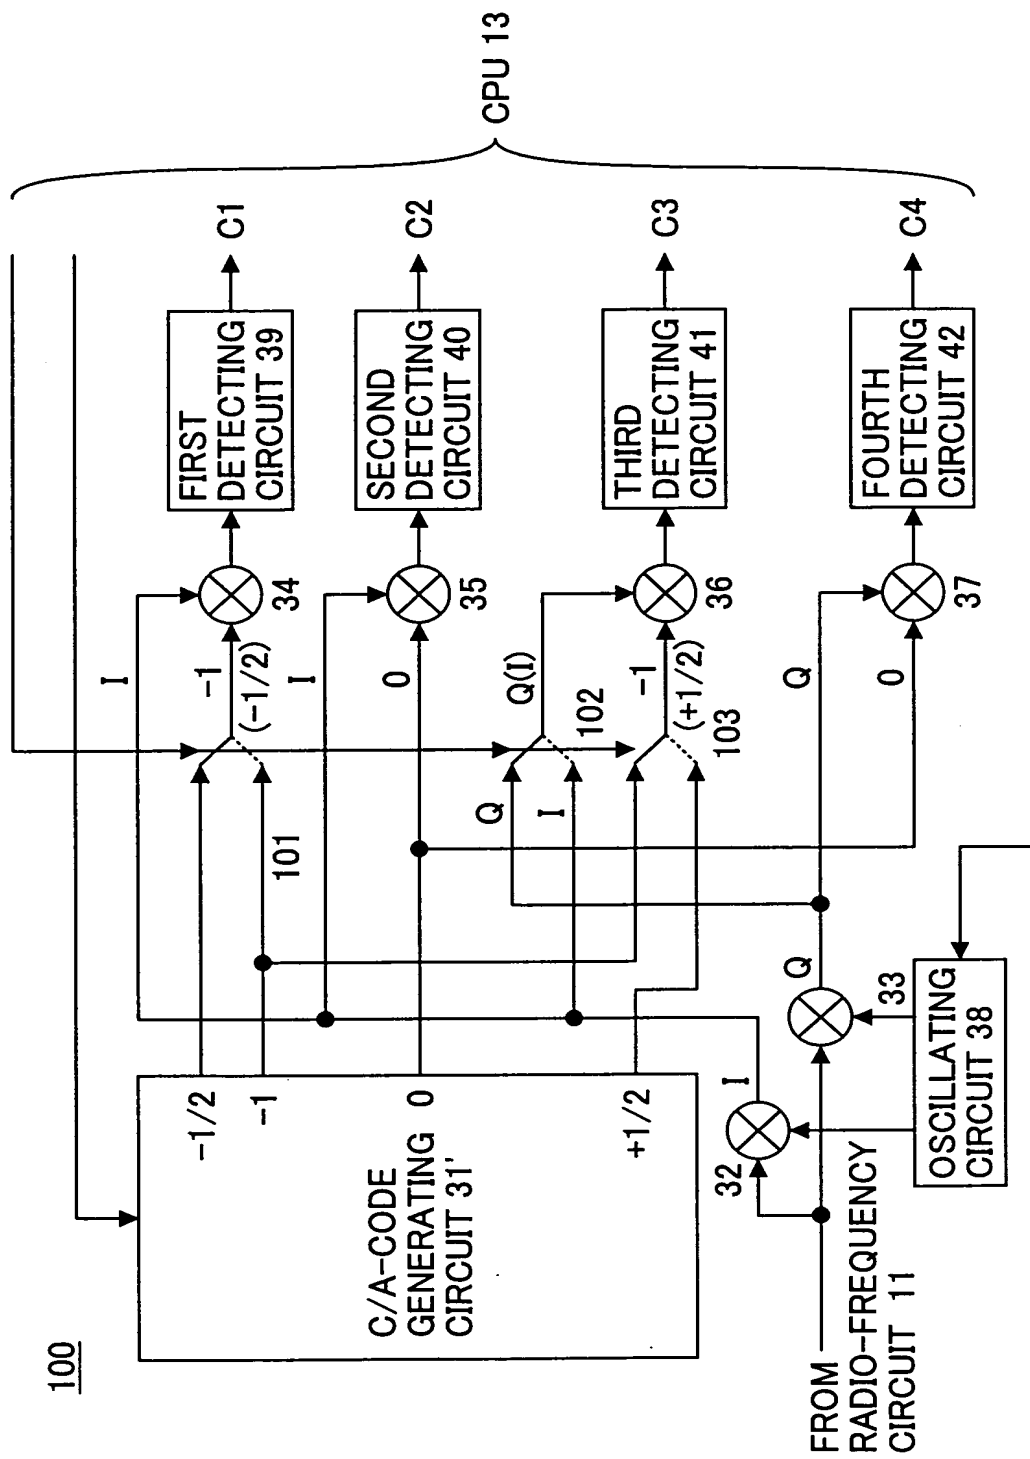 100
CPU 13
C/A-CODE
GENERATING
CIRCUIT 31'
-1/2
-1
0
+1/2
101
I
-1
(-1/2)
34
FIRST
DETECTING
CIRCUIT 39
C1
I
0
35
SECOND
DETECTING
CIRCUIT 40
C2
Q
I
102
Q(I)
-1
(+1/2)
103
36
THIRD
DETECTING
CIRCUIT 41
C3
Q
0
37
FOURTH
DETECTING
CIRCUIT 42
C4
32
I
Q
33
OSCILLATING
CIRCUIT 38
FROM
RADIO-FREQUENCY
CIRCUIT 11